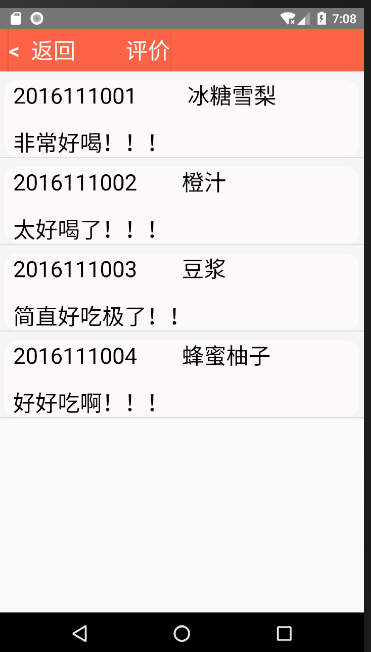 7:08
< 返回 评价
2016111001 冰糖雪梨
非常好喝！！！
2016111002 橙汁
太好喝了！！！
2016111003 豆浆
简直好吃极了！！
2016111004 蜂蜜柚子
好好吃啊！！！